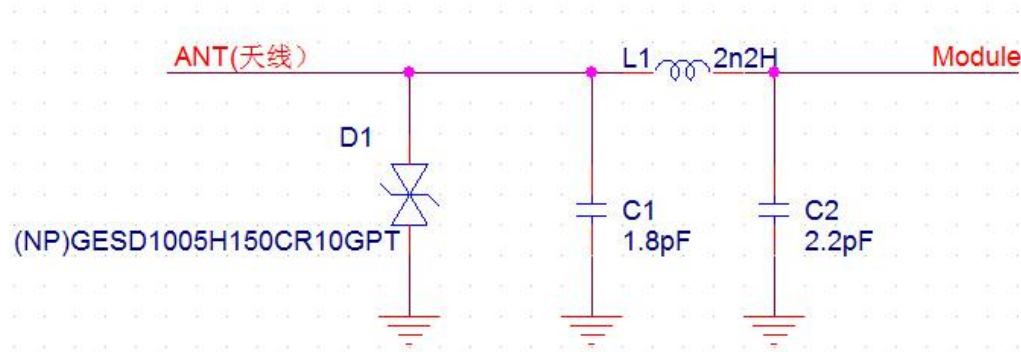 ANT(天线）
L1
2n2H
Module
D1
(NP)GESD1005H150CR10GPT
C1
1.8pF
C2
2.2pF